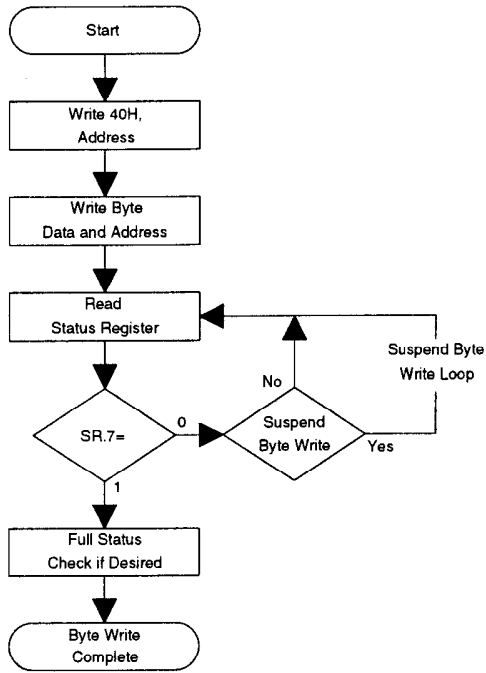 Start
Write 40H,
Address
Write Byte
Data and Address
Read
Status Register
Suspend Byte
Write Loop
No
SR.7=
0
Suspend
Byte Write
Yes
1
Full Status
Check if Desired
Byte Write
Complete